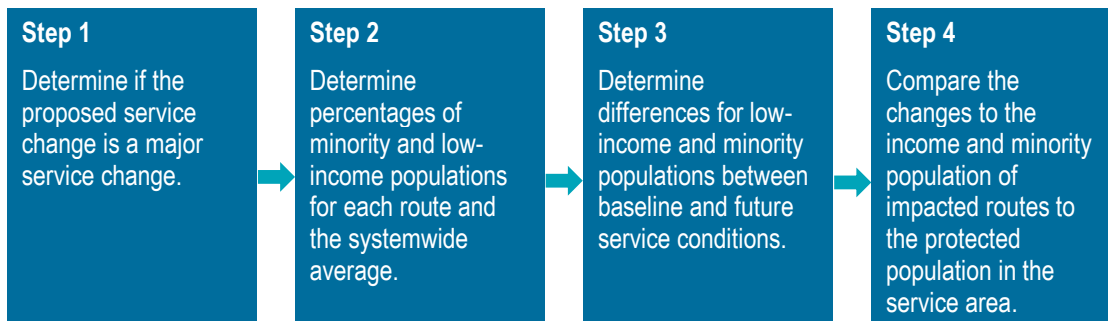 Step 1
Determine if the
proposed service
change is a major
service change.
Step 2
Determine
percentages of
minority and low-
income populations
for each route and
the systemwide
average.
Step 3
Determine
differences for low-
income and minority
populations between
baseline and future
service conditions.
Step 4
Compare the
changes to the
income and minority
population of
impacted routes to
the protected
population in the
service area.